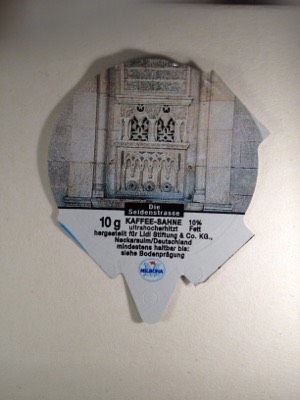 Die
Seidenstrasse
10 g KAFFEE-SAHNE 10%
ultrahocherhitzt Fett
hergestellt für Lidl Stiftung & Co. KG.,
Neckarsulm/Deutschland
mindestens haltbar bis:
siehe Bodenprägung
MILBONA